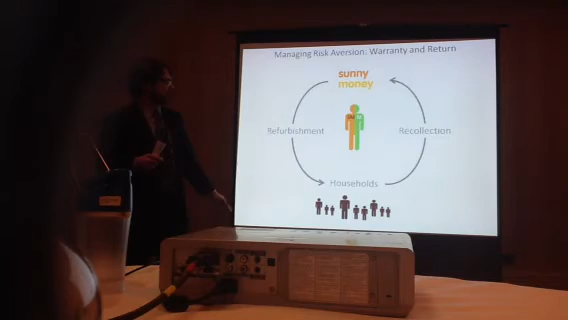 Managing Risk Aversion: Warranty and Return
sunny
money
Refurbishment
Recollection
Households